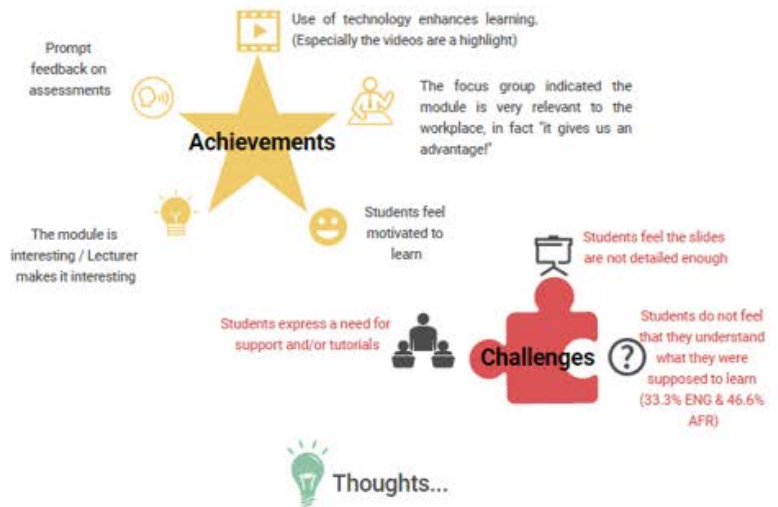 Use of technology enhances learning.
(Especially the videos are a highlight)
Prompt
feedback on
assessments
The focus group indicated the
module is very relevant to the
workplace, in fact "it gives us an
advantage!"
Achievements
The module is
interesting / Lecturer
makes it interesting
Students feel
motivated to
learn
Students feel the slides
are not detailed enough
Students express a need for
support and/or tutorials
Challenges
?
Students do not feel
that they understand
what they were
supposed to learn
(33.3% ENG & 46.6%
AFR)
Thoughts...